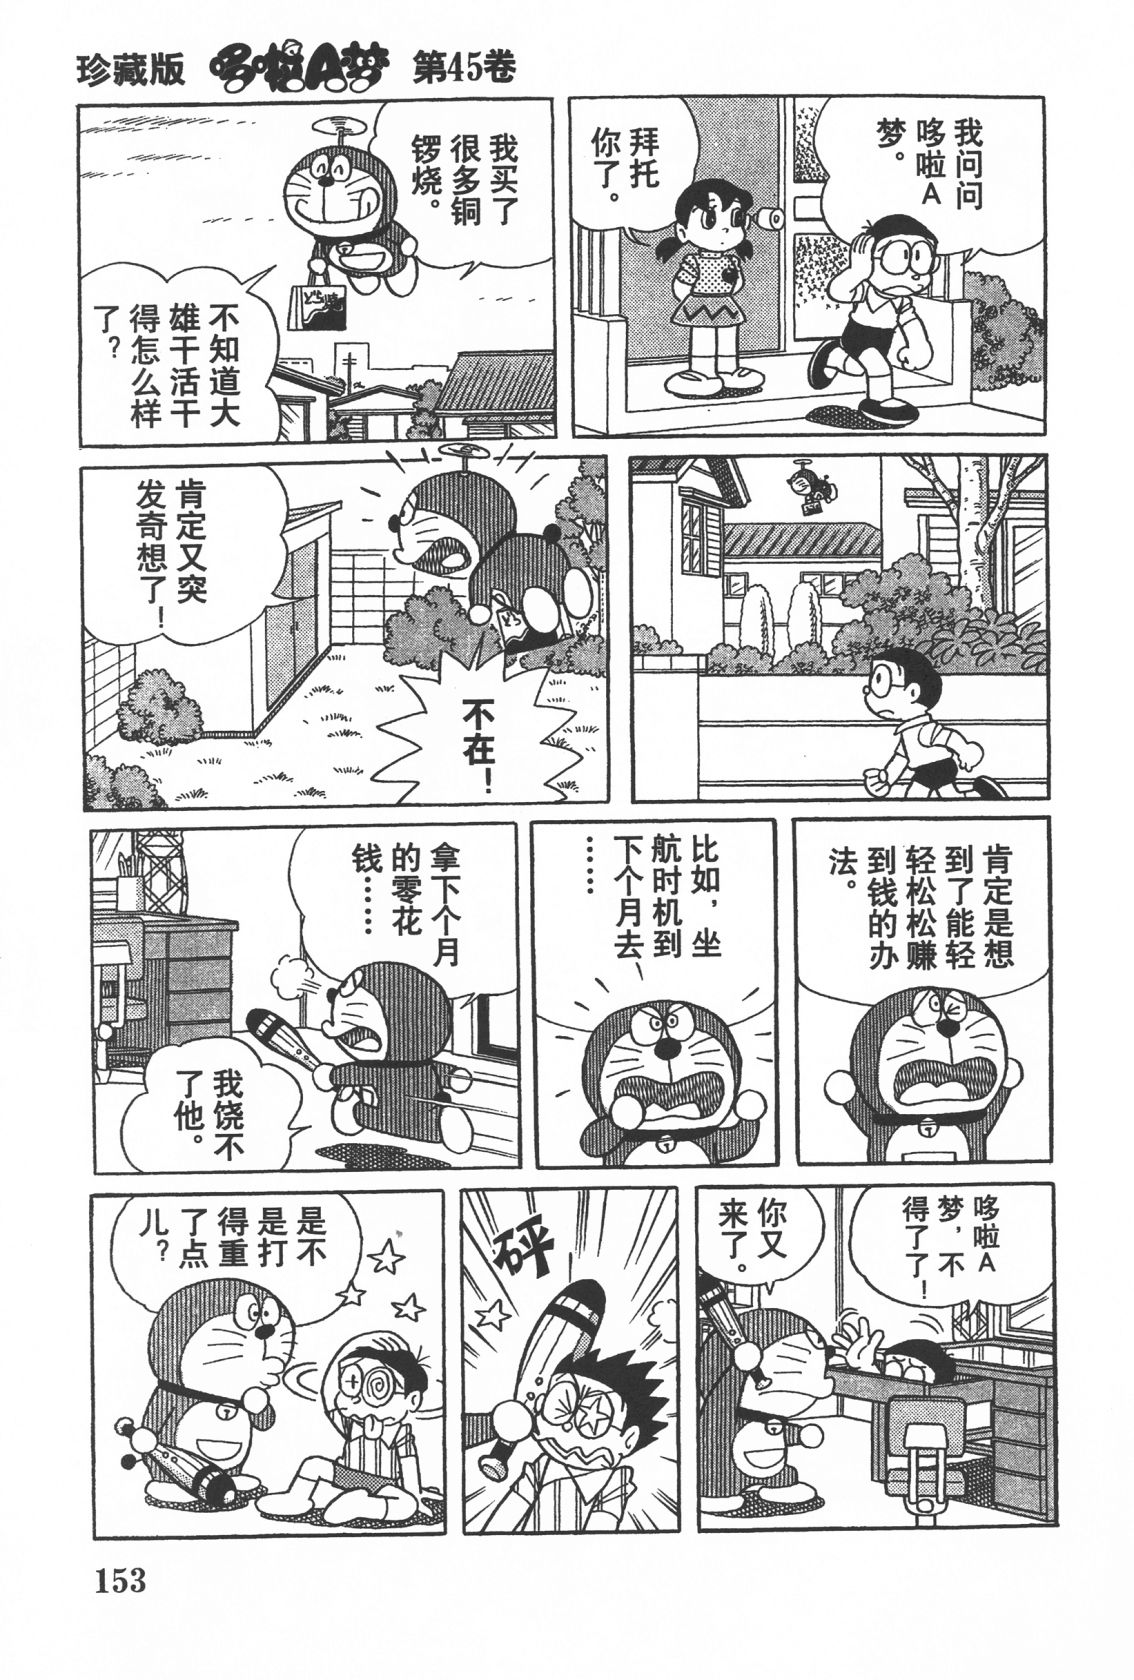 珍藏版 哆啦A梦 第45卷
我问问
哆啦A
梦。
拜托
你了。
我买了
很多铜
锣烧。
不知道大
雄干活干
得怎么样
了?
肯定又突
发奇想了!
不在!
肯定是想
到了能轻
轻松松赚
到钱的办
法。
比如,坐
航时机到
下个月去
……
拿下个月
的零花
钱……
我饶不
了他。
哆啦A
梦,不
得了了!
你又
来了。
砰
是不
是打
得重
了点
儿?
153